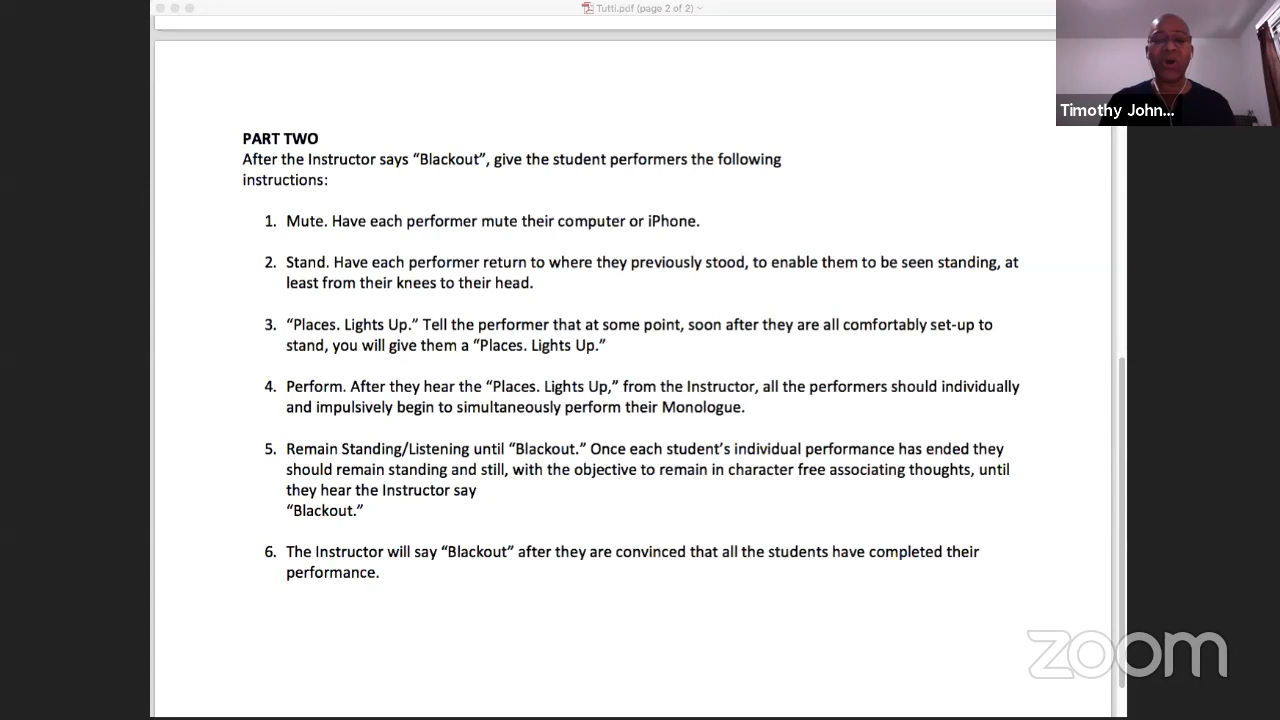 Tutti.pdf (page 2 of 2)
Timothy John...
PART TWO
After the Instructor says “Blackout”, give the student performers the following
instructions:
1. Mute. Have each performer mute their computer or iPhone.
2. Stand. Have each performer return to where they previously stood, to enable them to be seen standing, at
least from their knees to their head.
3. “Places. Lights Up.” Tell the performer that at some point, soon after they are all comfortably set-up to
stand, you will give them a “Places. Lights Up.”
4. Perform. After they hear the “Places. Lights Up,” from the Instructor, all the performers should individually
and impulsively begin to simultaneously perform their Monologue.
5. Remain Standing/Listening until “Blackout.” Once each student’s individual performance has ended they
should remain standing and still, with the objective to remain in character free associating thoughts, until
they hear the Instructor say
“Blackout.”
6. The Instructor will say “Blackout” after they are convinced that all the students have completed their
performance.
zoom